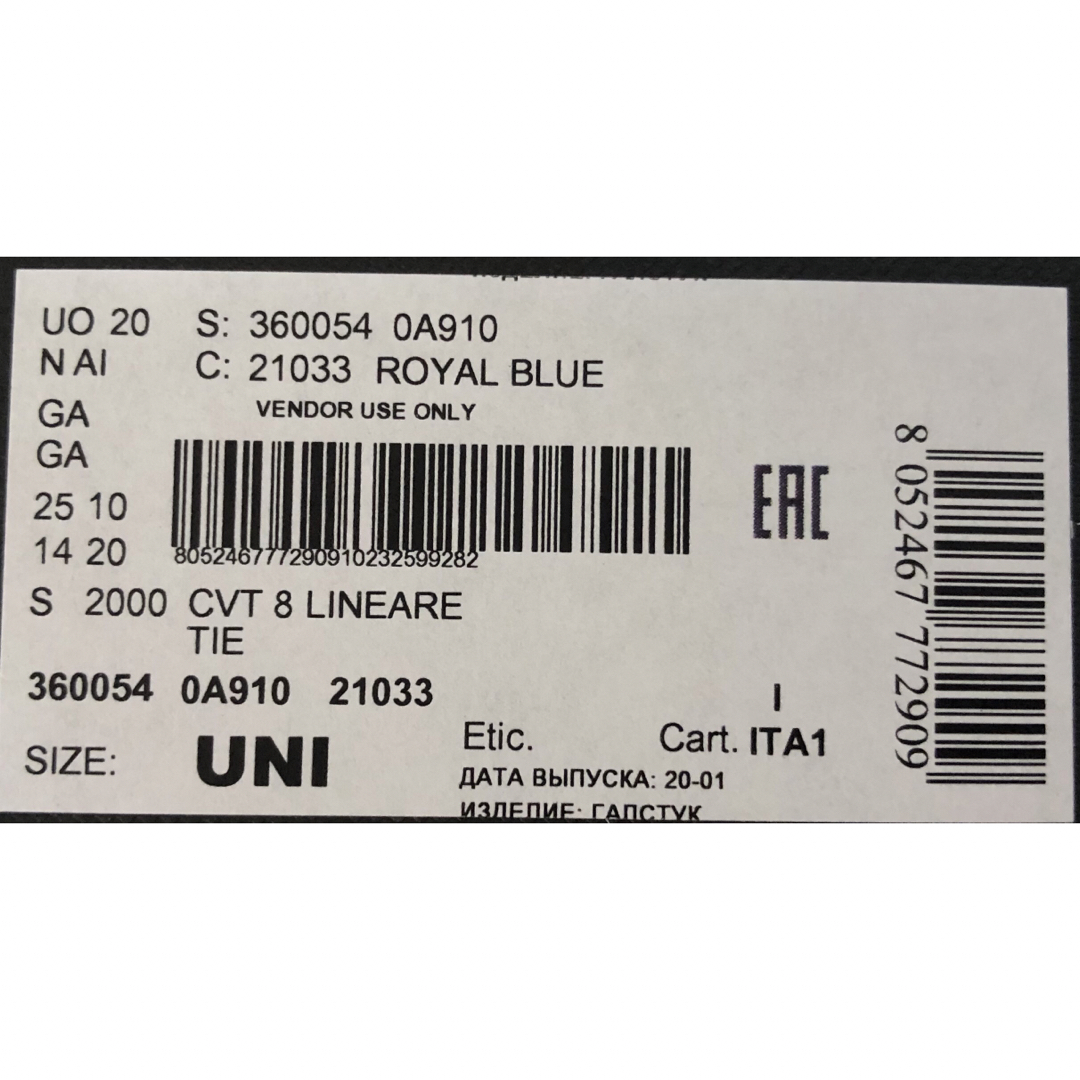 UO 20 S: 360054 0A910
N AI C: 21033 ROYAL BLUE
GA VENDOR USE ONLY
GA
25 10
14 20
80524677729091023259​9282
EAC
8 052467 772909
S 2000 CVT 8 LINEARE
TIE
360054 0A910 21033
I
SIZE: UNI
Etic. Cart. ITA1
ДАТА ВЫПУСКА: 20-01
ИЗДЕЛИЕ: ГАЛСТУК